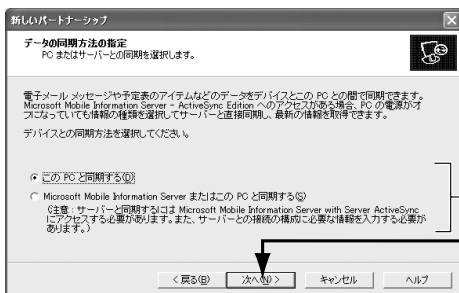 新しいパートナーシップ
データの同期方法の指定
PC またはサーバーとの同期を選択します。
電子メール メッセージや予定表のアイテムなどのデータをデバイスとこの PC との間で同期できます。
Microsoft Mobile Information Server - ActiveSync Edition へのアクセスがある場合、PC の電源がオ
フになっていても情報の種類を選択してサーバーと直接同期し、最新の情報を取得できます。
デバイスとの同期方法を選択してください。
この PC と同期する(D)
Microsoft Mobile Information Server またはこの PC と同期する(S)
(注意 : サーバーと同期するには Microsoft Mobile Information Server with Server ActiveSync
にアクセスする必要があります。また、サーバーとの接続の構成に必要な情報を入力する必要が
あります。)
< 戻る(B)
次へ(N) >
キャンセル
ヘルプ